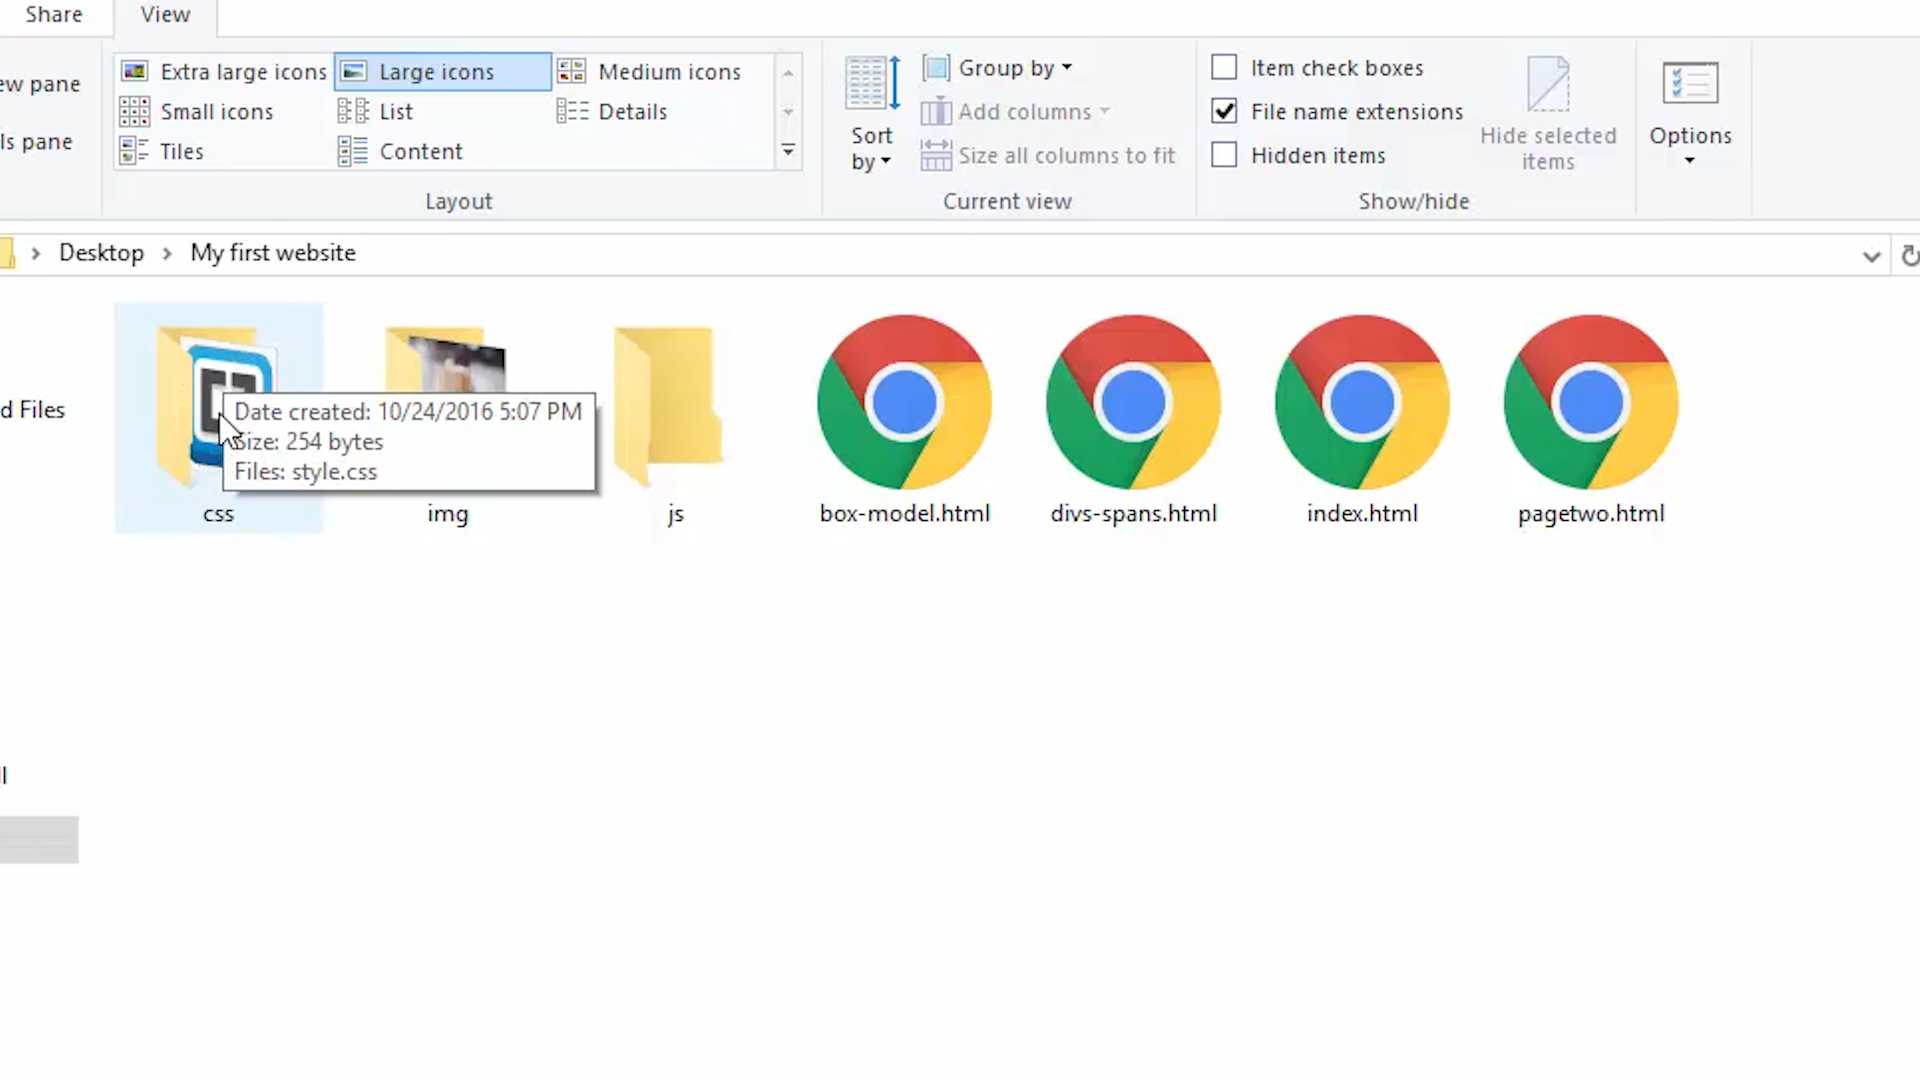 Share
View
ew pane
ls pane
Extra large icons
Large icons
Medium icons
Small icons
List
Details
Tiles
Content
Layout
Sort
by
Group by
Add columns
Size all columns to fit
Current view
Item check boxes
File name extensions
Hidden items
Hide selected
items
Show/hide
Options
Desktop
My first website
d Files
Date created: 10/24/2016 5:07 PM
Size: 254 bytes
Files: style.css
css
img
js
box-model.html
divs-spans.html
index.html
pagetwo.html